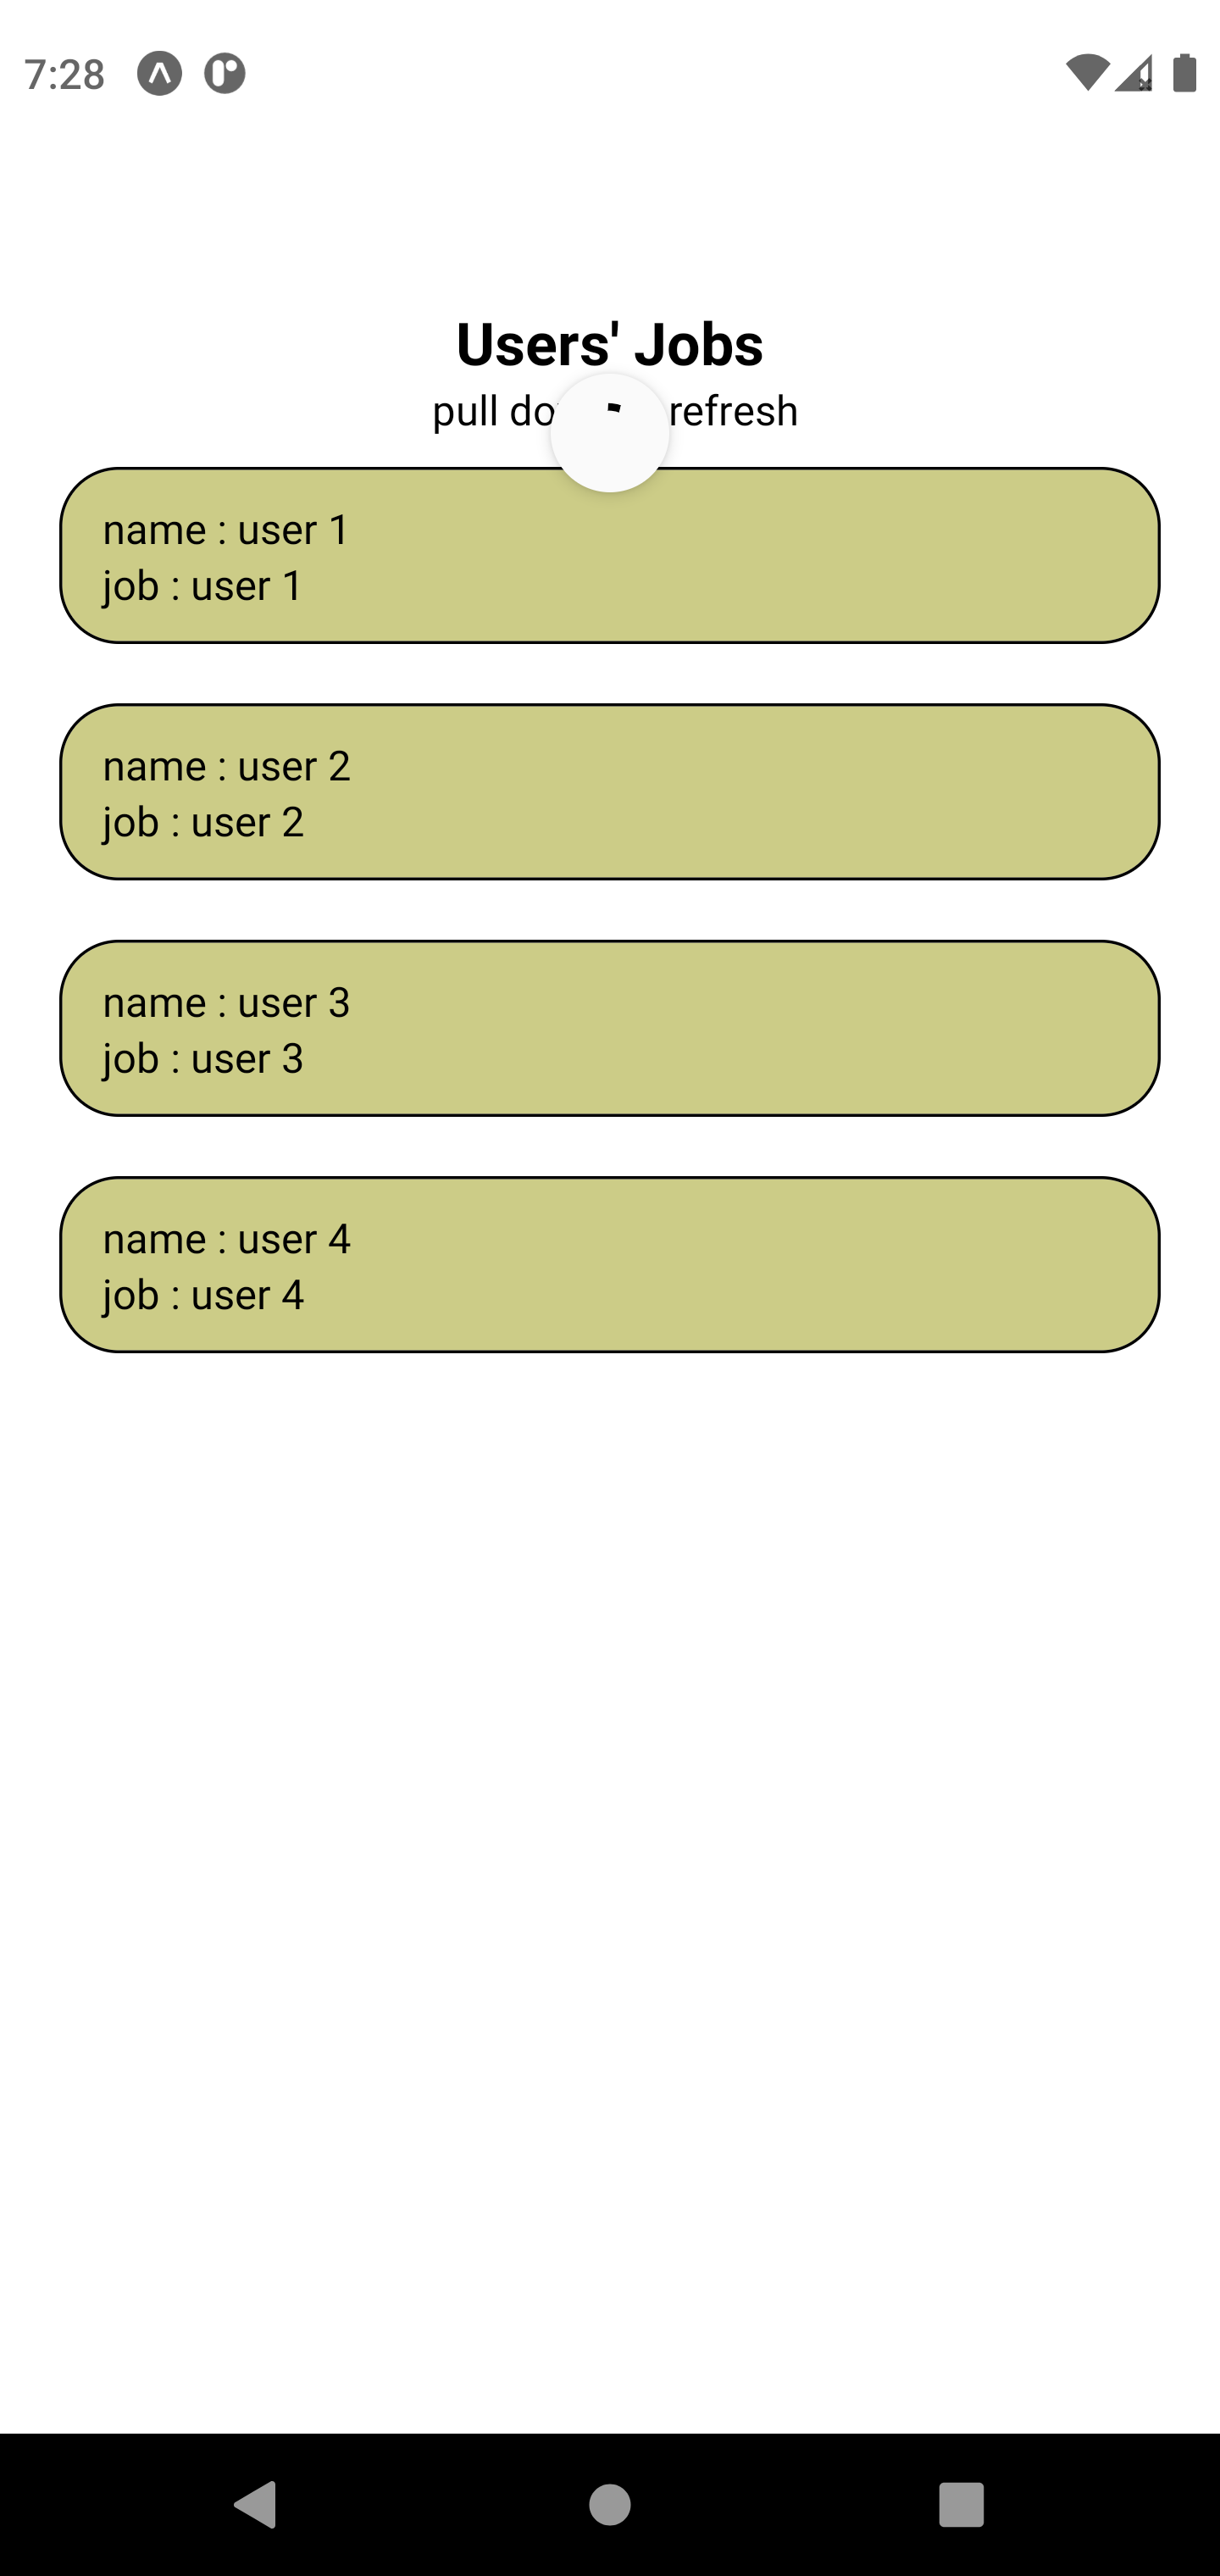 7:28
Users' Jobs
pull do refresh
name : user 1
job : user 1
name : user 2
job : user 2
name : user 3
job : user 3
name : user 4
job : user 4